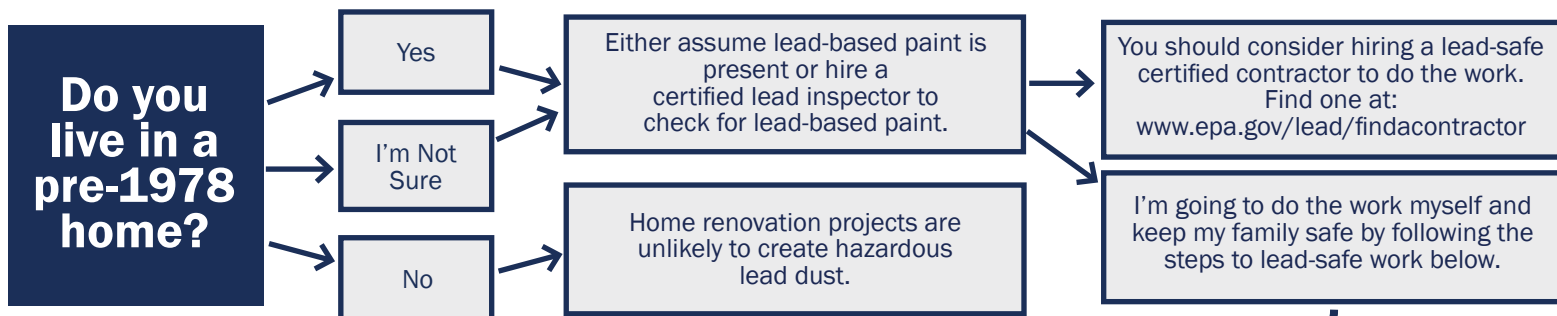 Do you
live in a
pre-1978
home?
Yes
I'm Not
Sure
No
Either assume lead-based paint is
present or hire a
certified lead inspector to
check for lead-based paint.
Home renovation projects are
unlikely to create hazardous
lead dust.
You should consider hiring a lead-safe
certified contractor to do the work.
Find one at:
www.epa.gov/lead/findacontractor
I'm going to do the work myself and
keep my family safe by following the
steps to lead-safe work below.